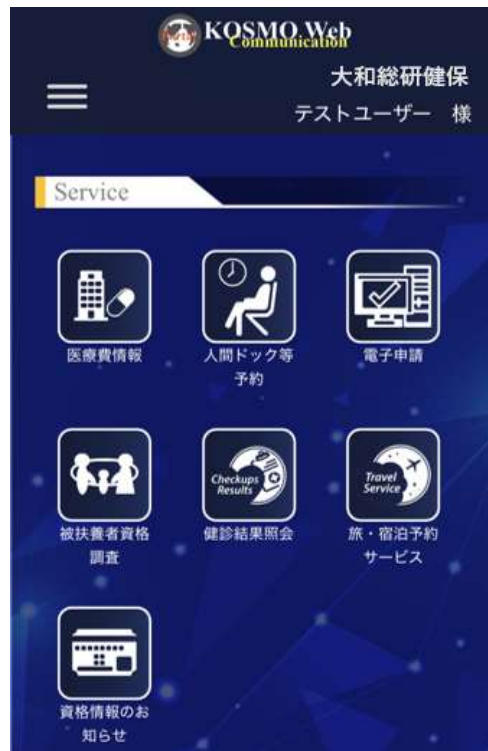 Portal
KOSMO Web
Communication
大和総研健保
テストユーザー 様
Service
医療費情報
人間ドック等
予約
電子申請
被扶養者資格
調査
Checkups
Results
健診結果照会
Travel
Service
旅・宿泊予約
サービス
資格情報のお
知らせ